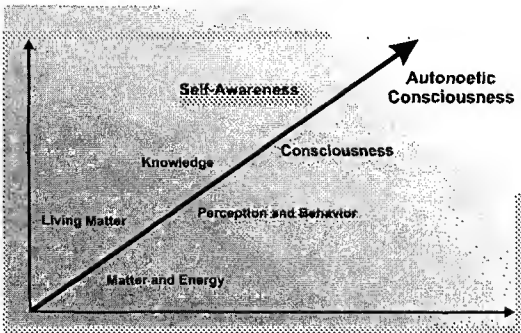 Self-Awareness
Autonoetic
Consciousness
Consciousness
Knowledge
Perception and Behavior
Living Matter
Matter and Energy